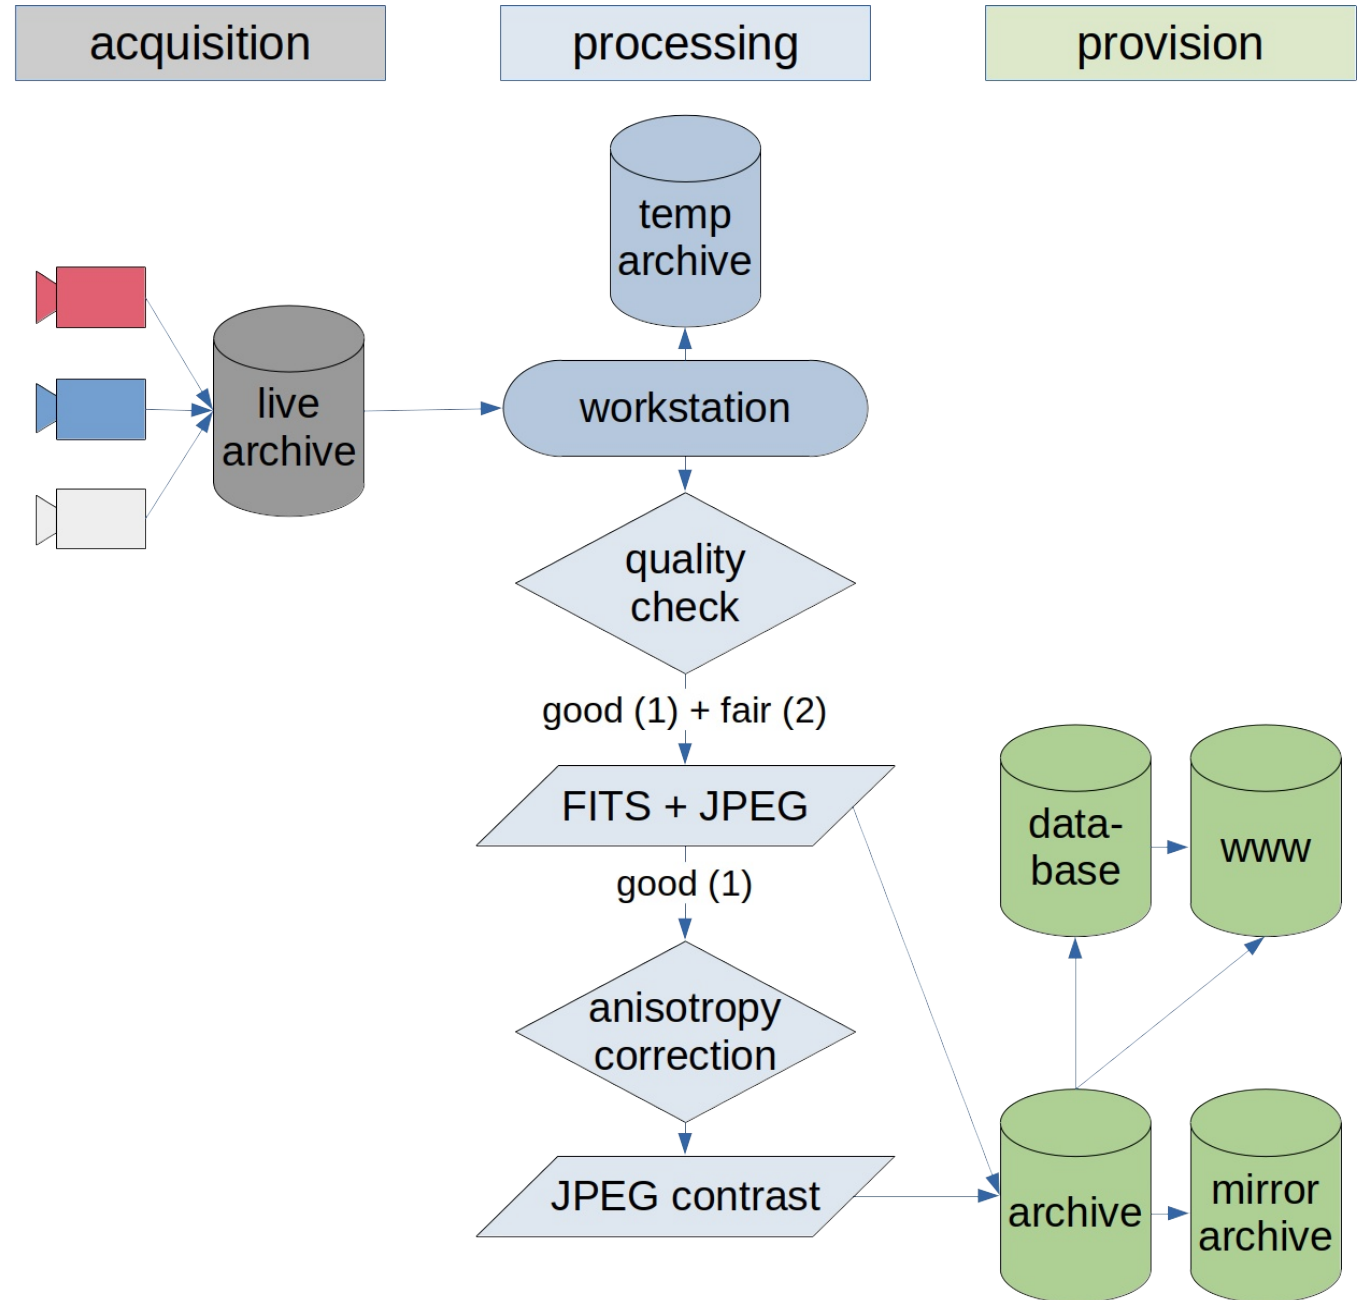 acquisition
processing
provision
temp
archive
live
archive
workstation
quality
check
good (1) + fair (2)
FITS + JPEG
good (1)
anisotropy
correction
JPEG contrast
data-
base
www
archive
mirror
archive